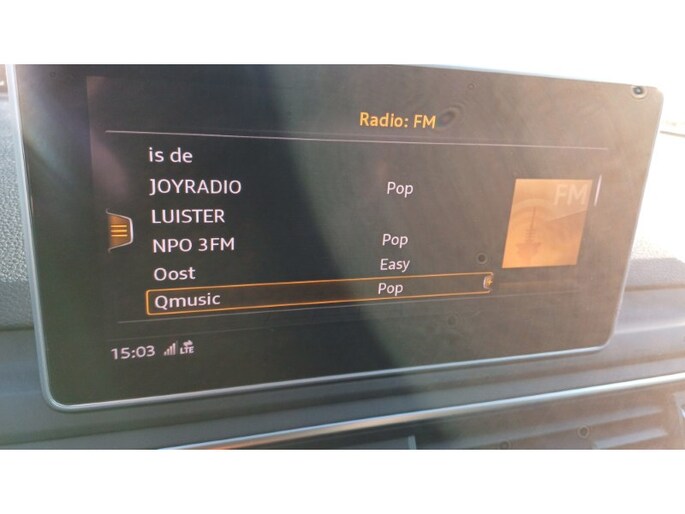 Radio: FM
is de
JOYRADIO Pop
FM
LUISTER
NPO 3FM Pop
Oost Easy
Qmusic Pop
15:03 LTE